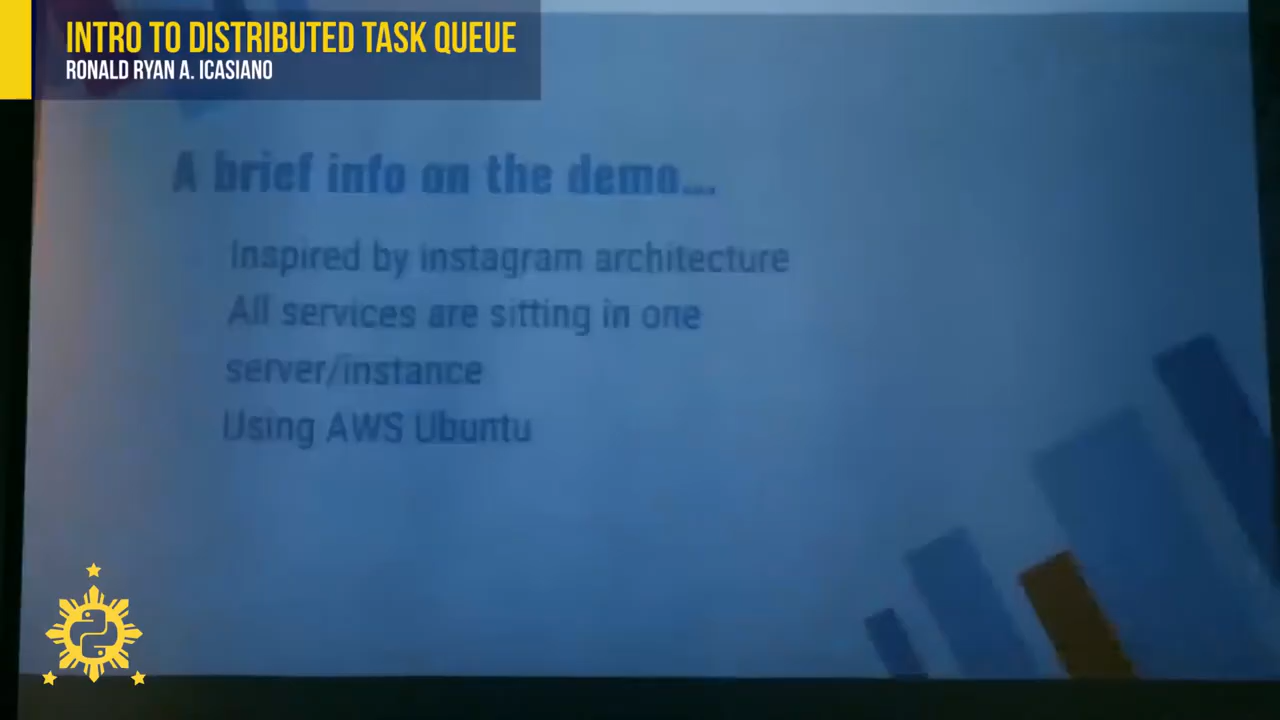 INTRO TO DISTRIBUTED TASK QUEUE
RONALD RYAN A. ICASIANO
A brief info on the demo...
Inspired by instagram architecture
All services are sitting in one
server/instance
Using AWS Ubuntu